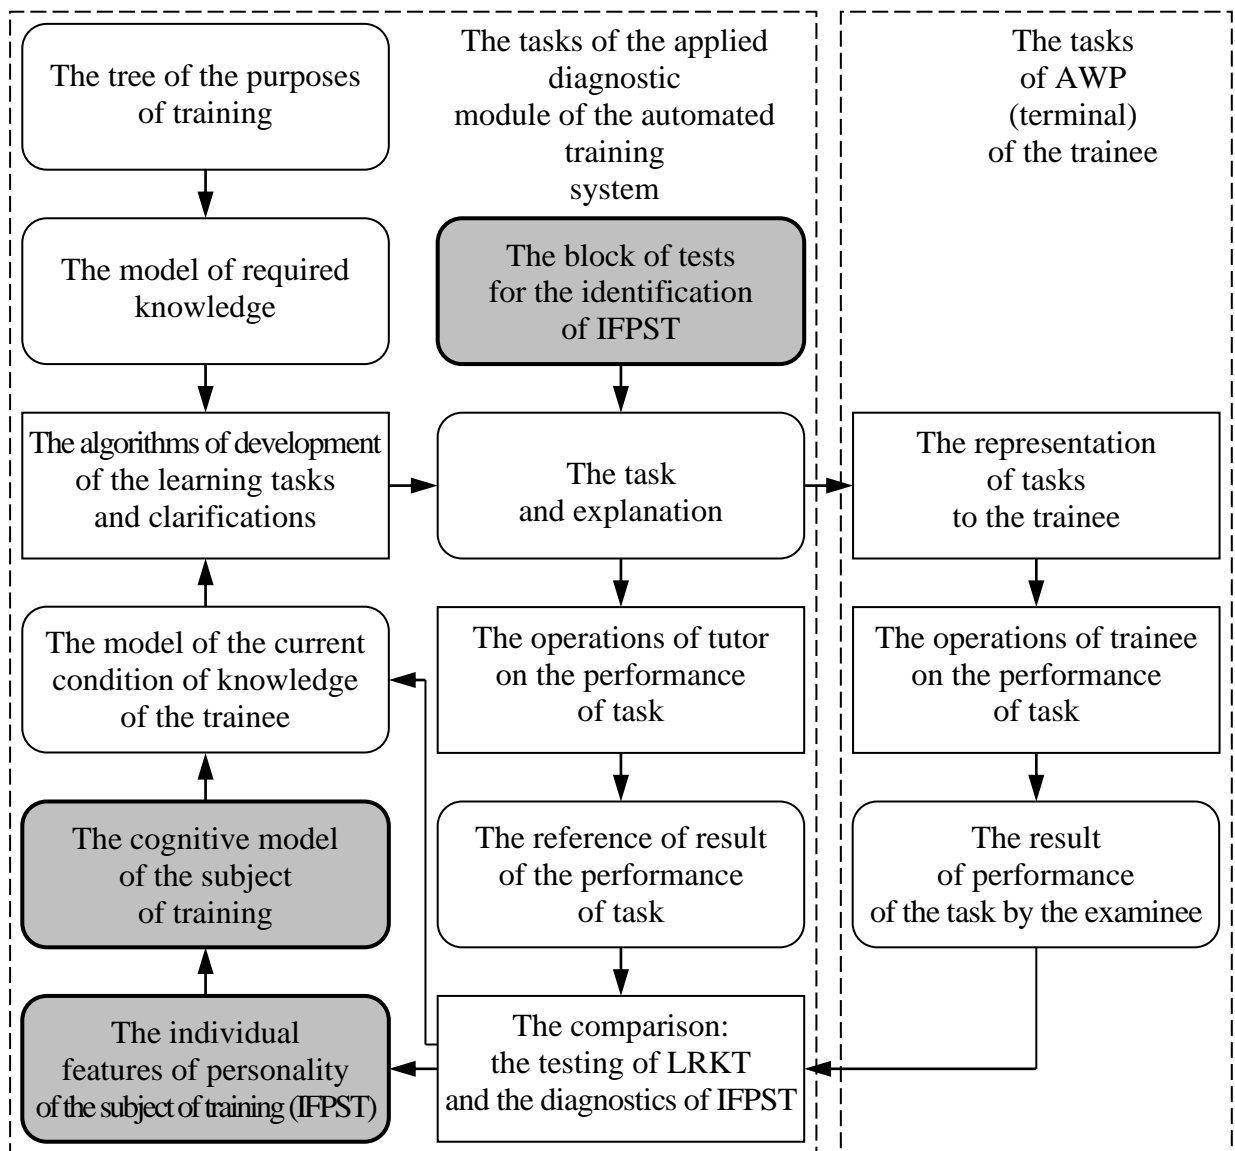 The tree of the purposes
of training
The tasks of the applied
diagnostic
module of the automated
training
system
The tasks
of AWP
(terminal)
of the trainee
The model of required
knowledge
The block of tests
for the identification
of IFPST
The algorithms of development
of the learning tasks
and clarifications
The task
and explanation
The representation
of tasks
to the trainee
The model of the current
condition of knowledge
of the trainee
The operations of tutor
on the performance
of task
The operations of trainee
on the performance
of task
The cognitive model
of the subject
of training
The reference of result
of the performance
of task
The result
of performance
of the task by the examinee
The individual
features of personality
of the subject of training (IFPST)
The comparison:
the testing of LRKT
and the diagnostics of IFPST